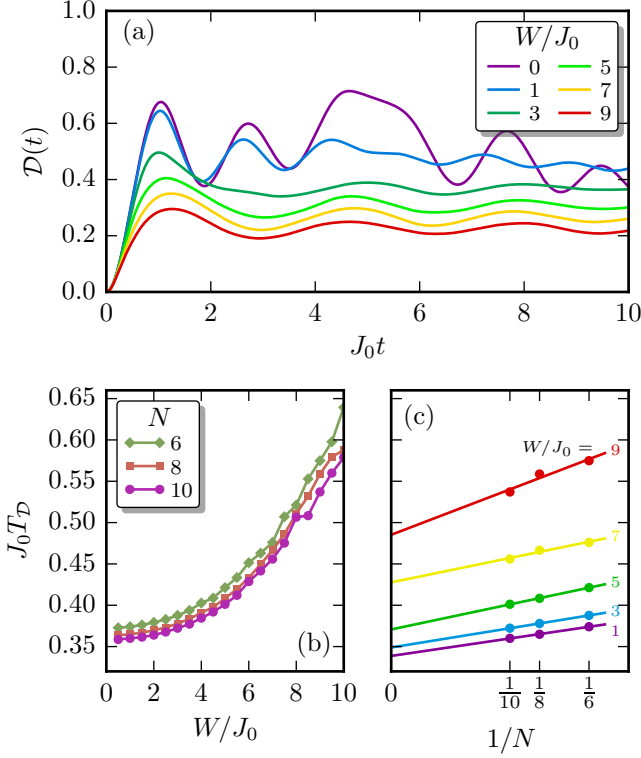 (a)
W/J₀
0 5
1 7
3 9
1.0
0.8
0.6
0.4
0.2
0.0
𝒟(t)
0 2 4 6 8 10
J₀t
0.65
0.60
0.55
0.50
0.45
0.40
0.35
J₀T_𝒟
N
6
8
10
(b)
0 2 4 6 8 10
W/J₀
(c)
W/J₀ =
9
7
5
3
1
0 1/10 1/8 1/6
1/N